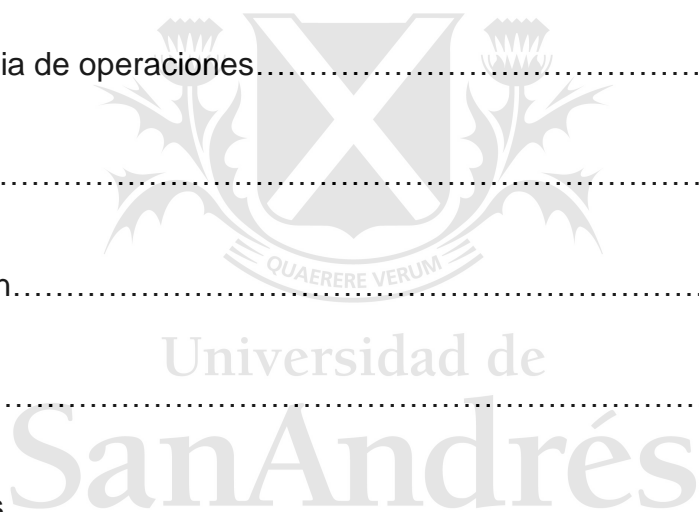 ia de operaciones……………………………………
……………………………………………………………
QUAERERE VERUM
n……………………………………………………………
Universidad de
……………………………………………………………
SanAndrés
s